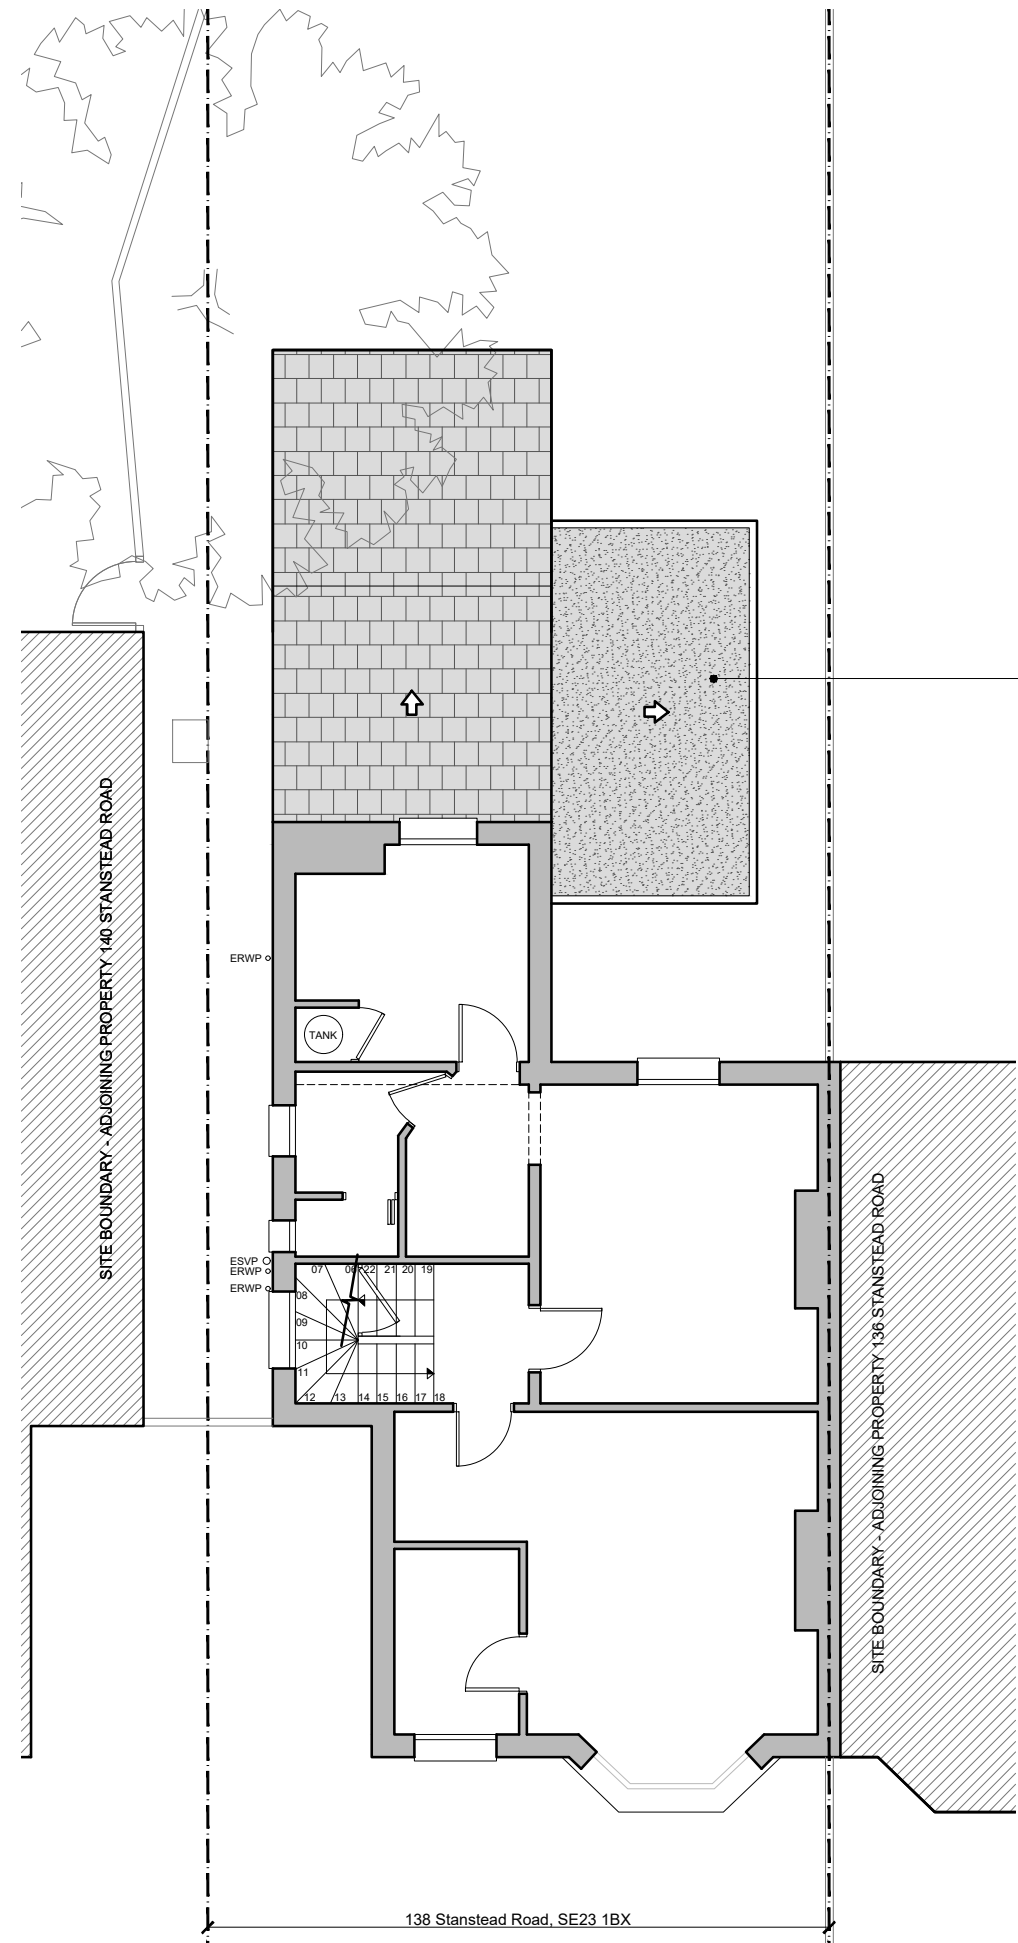 SITE BOUNDARY - ADJOINING PROPERTY 140 STANSTEAD ROAD
ERWP
TANK
SITE BOUNDARY - ADJOINING PROPERTY 136 STANSTEAD ROAD
ESVP
ERWP
ERWP
07 06 22 21 20 19
08
09
10
11
12 13 14 15 16 17 18
138 Stanstead Road, SE23 1BX